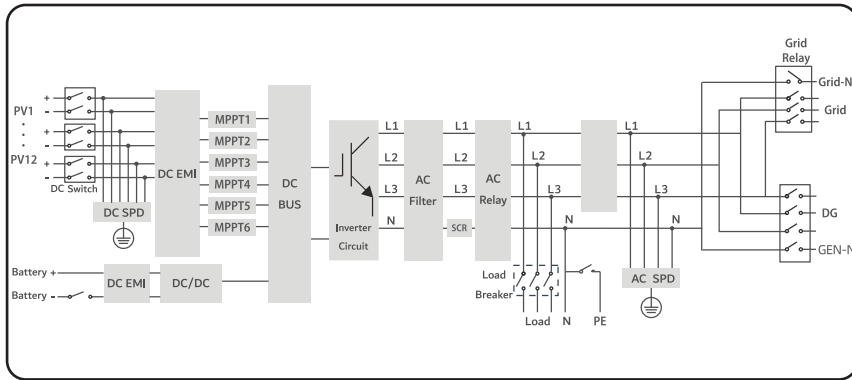 Grid
Relay
Grid-N
Grid
+
PV1
-
+
-
PV12
+
-
DC Switch
DC SPD
DC EMI
MPPT1
MPPT2
MPPT3
MPPT4
MPPT5
MPPT6
DC
BUS
Inverter
Circuit
L1
L2
L3
N
AC
Filter
L1
L2
L3
SCR
AC
Relay
L1
L2
L3
N
L1
L2
L3
N
DG
GEN-N
Battery +
Battery -
DC EMI
DC/DC
Load
Breaker
Load
N
PE
AC SPD